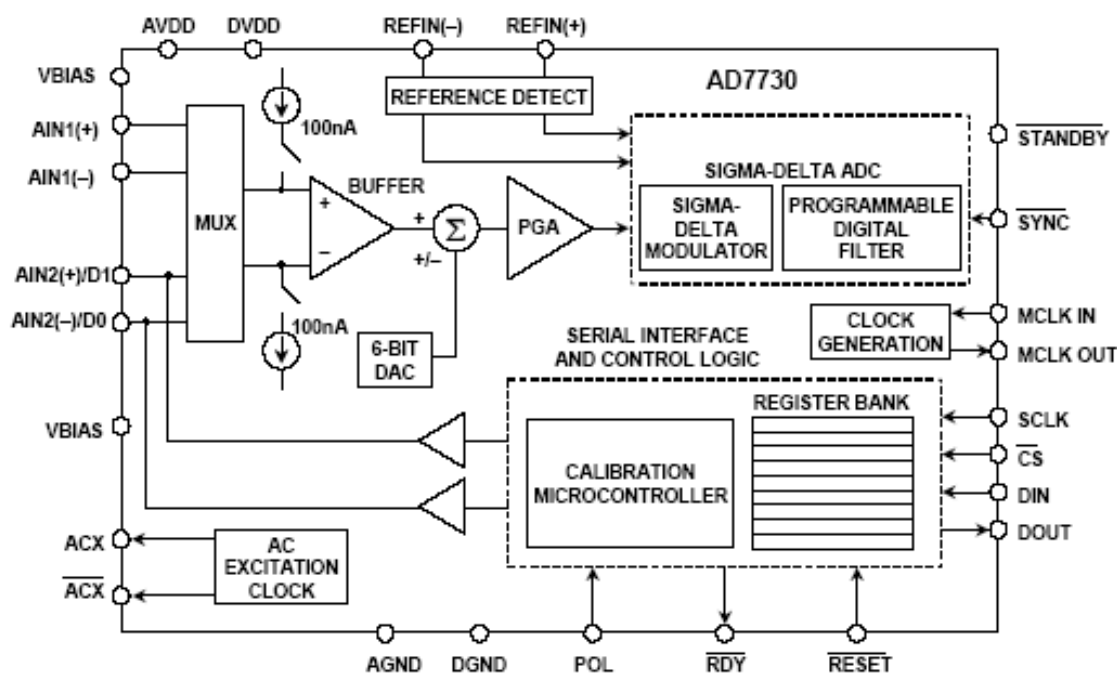 AVDD
DVDD
REFIN(–)
REFIN(+)
VBIAS
REFERENCE DETECT
AD7730
AIN1(+)
100nA
STANDBY
AIN1(–)
BUFFER
SIGMA-DELTA ADC
MUX
+
–
+
+/–
Σ
PGA
SIGMA-
DELTA
MODULATOR
PROGRAMMABLE
DIGITAL
FILTER
SYNC
AIN2(+)/D1
AIN2(–)/D0
100nA
6-BIT
DAC
SERIAL INTERFACE
AND CONTROL LOGIC
CLOCK
GENERATION
MCLK IN
MCLK OUT
VBIAS
REGISTER BANK
CALIBRATION
MICROCONTROLLER
SCLK
CS
DIN
DOUT
ACX
ACX
AC
EXCITATION
CLOCK
AGND
DGND
POL
RDY
RESET